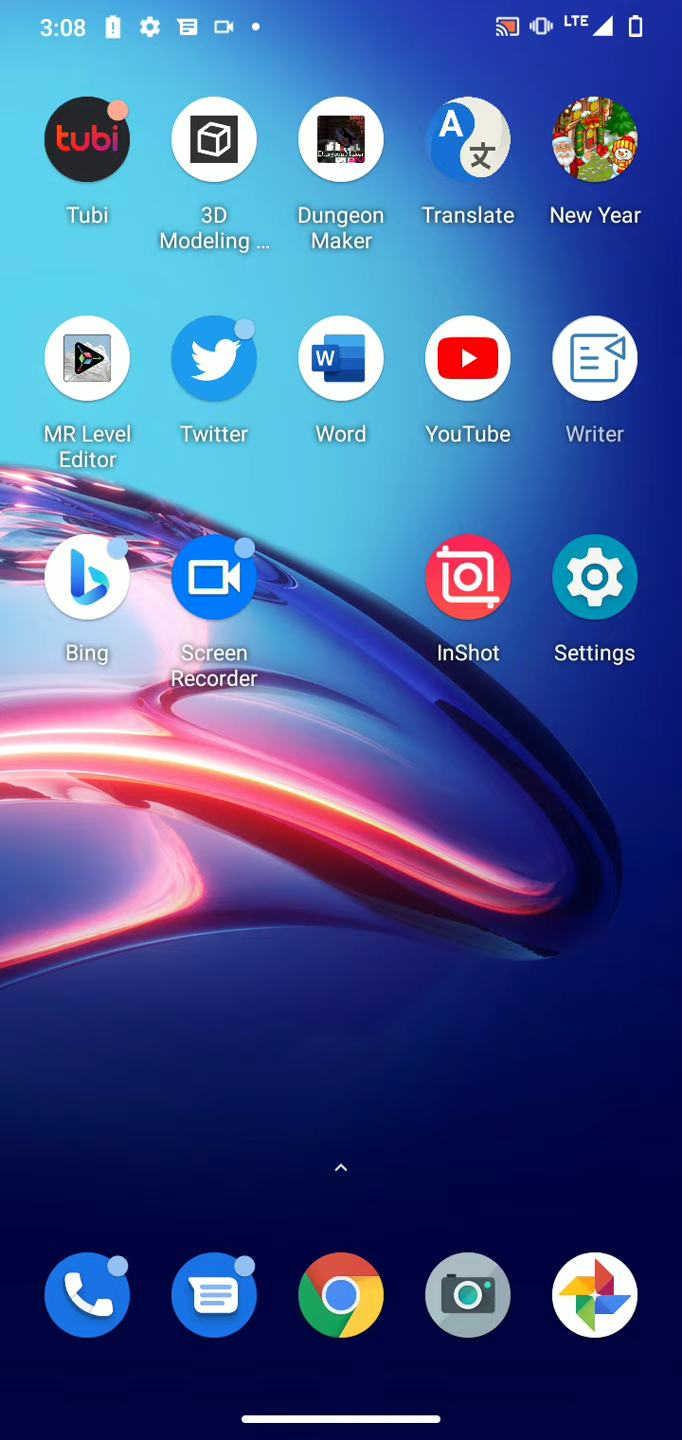 3:08
LTE
tubi
Tubi
3D
Modeling ...
Dungeon
Maker
A
文
Translate
New Year
MR Level
Editor
Twitter
W
Word
YouTube
Writer
Bing
Screen
Recorder
InShot
Settings